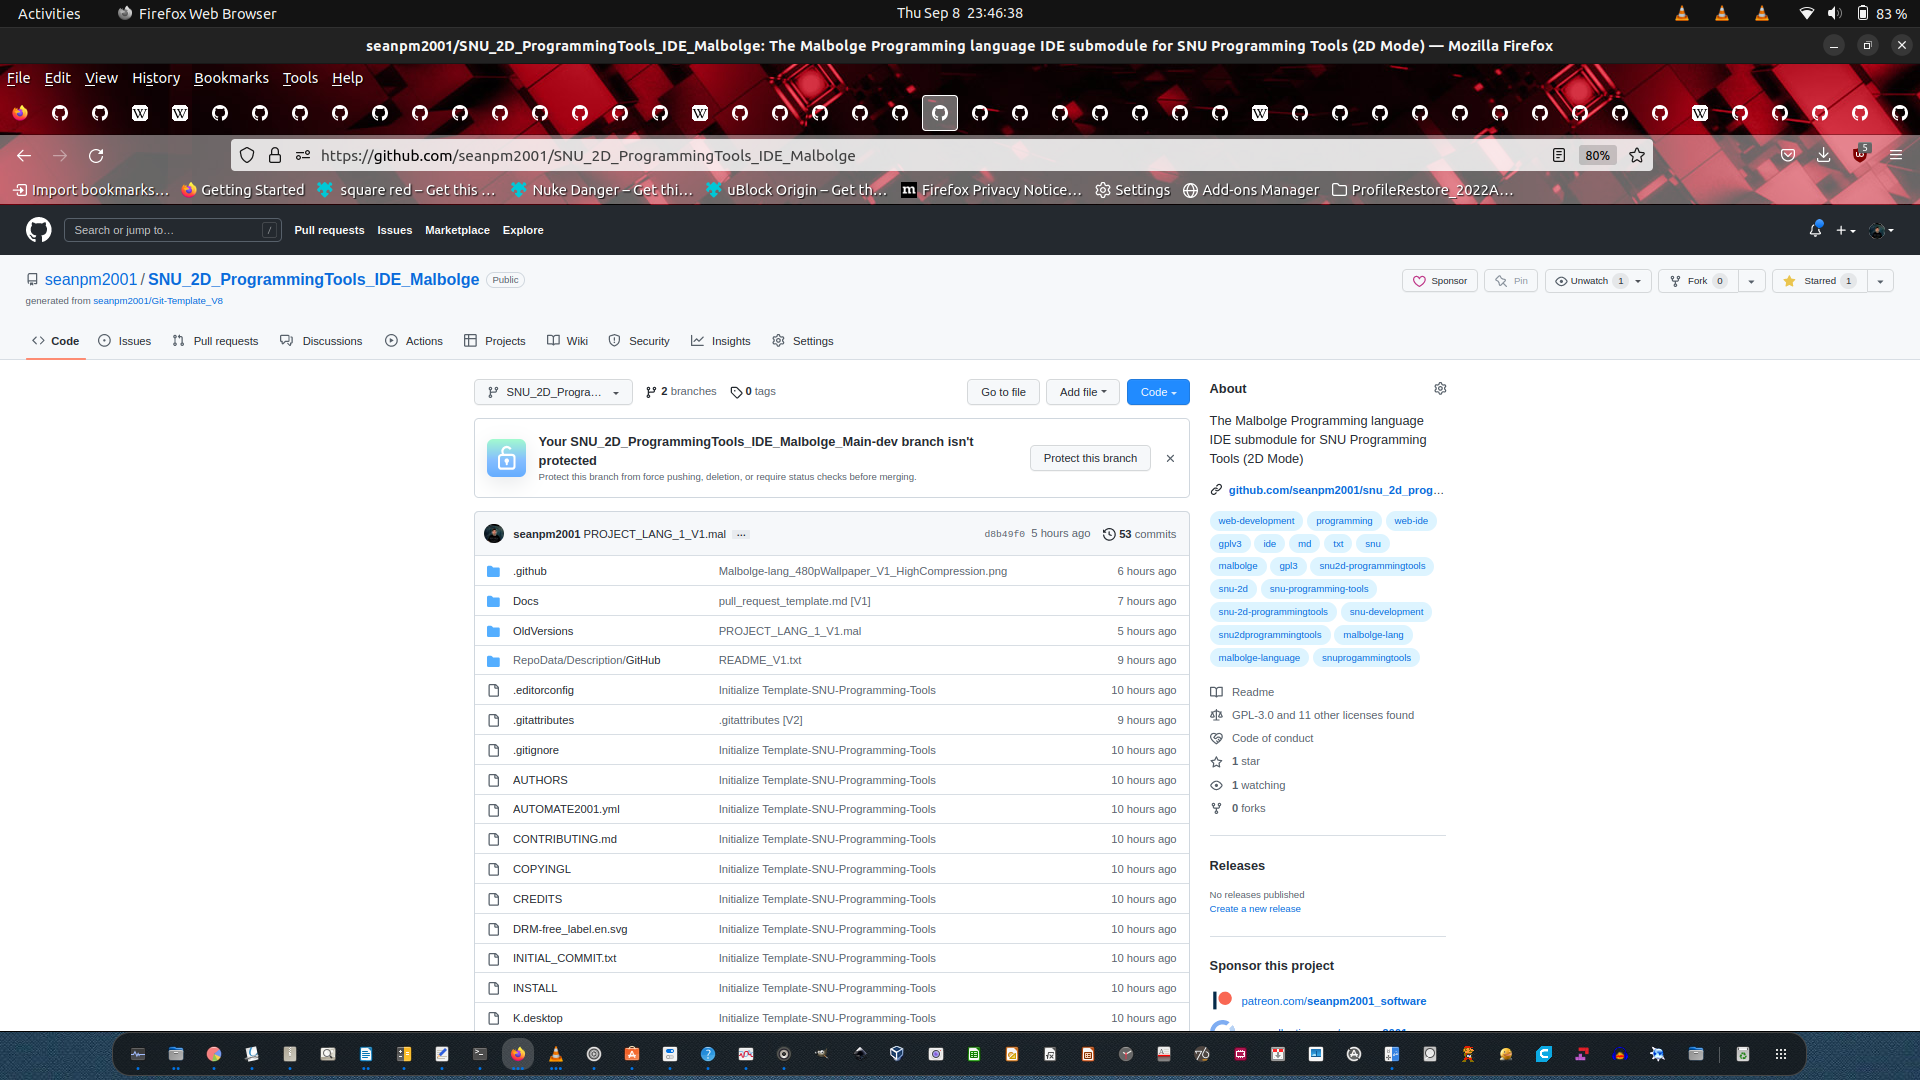 Activities
Firefox Web Browser
Thu Sep 8 23:46:38
83 %
seanpm2001/SNU_2D_ProgrammingTools_IDE_Malbolge: The Malbolge Programming language IDE submodule for SNU Programming Tools (2D Mode) — Mozilla Firefox
File Edit View History Bookmarks Tools Help
https://github.com/seanpm2001/SNU_2D_ProgrammingTools_IDE_Malbolge
80%
5
Import bookmarks…
Getting Started
square red – Get this …
Nuke Danger – Get thi…
uBlock Origin – Get th…
Firefox Privacy Notice…
Settings
Add-ons Manager
ProfileRestore_2022A…
Search or jump to…
/
Pull requests Issues Marketplace Explore
seanpm2001 / SNU_2D_ProgrammingTools_IDE_Malbolge
Public
generated from seanpm2001/Git-Template_V8
Sponsor
Pin
Unwatch 1
Fork 0
Starred 1
Code
Issues
Pull requests
Discussions
Actions
Projects
Wiki
Security
Insights
Settings
SNU_2D_Progra…
2 branches
0 tags
Go to file
Add file
Code
Your SNU_2D_ProgrammingTools_IDE_Malbolge_Main-dev branch isn't
protected
Protect this branch from force pushing, deletion, or require status checks before merging.
Protect this branch
seanpm2001 PROJECT_LANG_1_V1.mal …
d8b49f0 5 hours ago
53 commits
.github Malbolge-lang_480pWallpaper_V1_HighCompression.png 6 hours ago
Docs pull_request_template.md [V1] 7 hours ago
OldVersions PROJECT_LANG_1_V1.mal 5 hours ago
RepoData/Description/GitHub README_V1.txt 9 hours ago
.editorconfig Initialize Template-SNU-Programming-Tools 10 hours ago
.gitattributes .gitattributes [V2] 9 hours ago
.gitignore Initialize Template-SNU-Programming-Tools 10 hours ago
AUTHORS Initialize Template-SNU-Programming-Tools 10 hours ago
AUTOMATE2001.yml Initialize Template-SNU-Programming-Tools 10 hours ago
CONTRIBUTING.md Initialize Template-SNU-Programming-Tools 10 hours ago
COPYINGL Initialize Template-SNU-Programming-Tools 10 hours ago
CREDITS Initialize Template-SNU-Programming-Tools 10 hours ago
DRM-free_label.en.svg Initialize Template-SNU-Programming-Tools 10 hours ago
INITIAL_COMMIT.txt Initialize Template-SNU-Programming-Tools 10 hours ago
INSTALL Initialize Template-SNU-Programming-Tools 10 hours ago
K.desktop Initialize Template-SNU-Programming-Tools 10 hours ago
About
The Malbolge Programming language
IDE submodule for SNU Programming
Tools (2D Mode)
github.com/seanpm2001/snu_2d_prog…
web-development programming web-ide
gplv3 ide md txt snu
malbolge gpl3 snu2d-programmingtools
snu-2d snu-programming-tools
snu-2d-programmingtools snu-development
snu2dprogrammingtools malbolge-lang
malbolge-language snuprogammingtools
Readme
GPL-3.0 and 11 other licenses found
Code of conduct
1 star
1 watching
0 forks
Releases
No releases published
Create a new release
Sponsor this project
patreon.com/seanpm2001_software